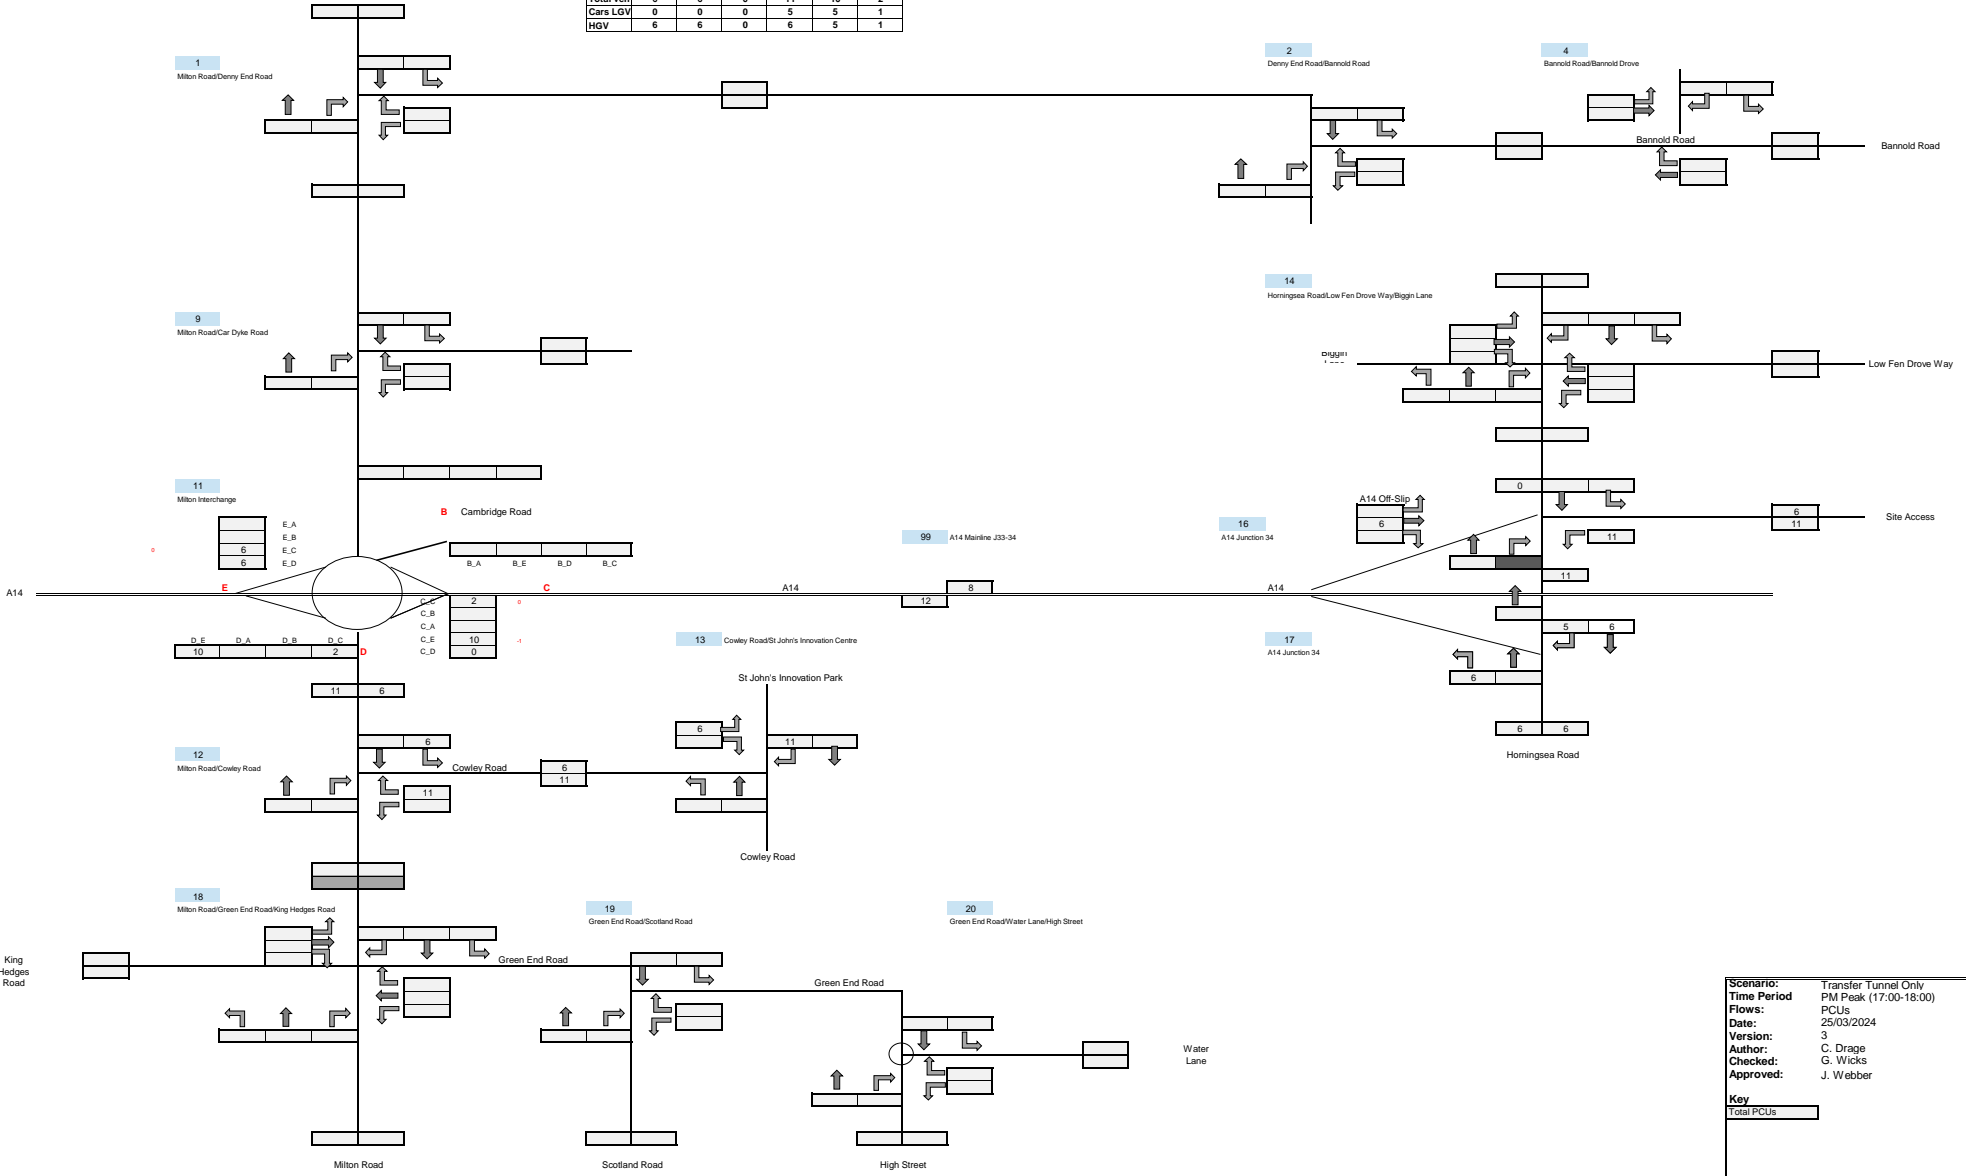 Cars LGV 0 0 0 5 5 1
HGV 6 6 0 6 5 1
1
Milton Road/Denny End Road
2
Denny End Road/Bannold Road
4
Bannold Road/Bannold Drove
Bannold Road
Bannold Road
14
Horningsea Road/Low Fen Drove Way/Biggin Lane
9
Milton Road/Car Dyke Road
Low Fen Drove Way
11
Milton Interchange
B Cambridge Road
E_A
E_B
0 6 E_C
6 E_D
B_A B_E B_D B_C
99 A14 Mainline J33-34
16
A14 Junction 34
A14 Off-Slip
6
0
6
11
Site Access
11
11
A14
E
C
A14
8
12
A14
C_C 2 0
C_B
C_A
C_E 10 -1
C_D 0
D_E D_A D_B D_C
10 2 D
13 Cowley Road/St John's Innovation Centre
17
A14 Junction 34
5 6
6
11 6
St John's Innovation Park
6
11
6 6
Horningsea Road
12
Milton Road/Cowley Road
6
Cowley Road
6
11
11
Cowley Road
18
Milton Road/Green End Road/King Hedges Road
19
Green End Road/Scotland Road
20
Green End Road/Water Lane/High Street
King
Hedges
Road
Green End Road
Green End Road
Water
Lane
Milton Road
Scotland Road
High Street
Scenario: Transfer Tunnel Only
Time Period PM Peak (17:00-18:00)
Flows: PCUs
Date: 25/03/2024
Version: 3
Author: C. Drage
Checked: G. Wicks
Approved: J. Webber
Key
Total PCUs